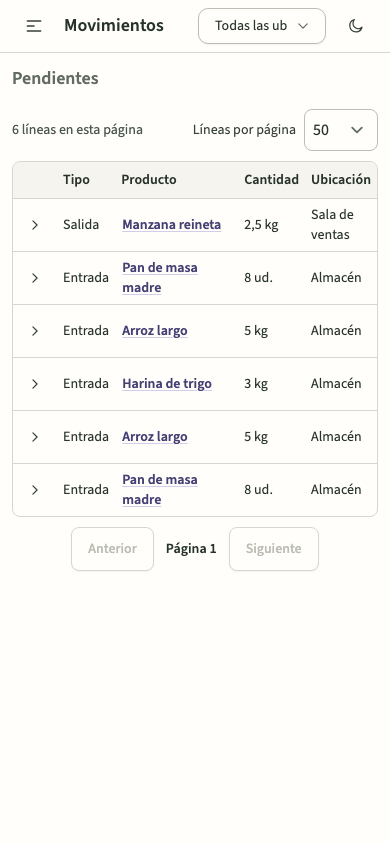 Movimientos
Todas las ub
Pendientes
6 líneas en esta página
Líneas por página
50
Tipo Producto Cantidad Ubicación
Salida Manzana reineta 2,5 kg Sala de ventas
Entrada Pan de masa madre 8 ud. Almacén
Entrada Arroz largo 5 kg Almacén
Entrada Harina de trigo 3 kg Almacén
Entrada Arroz largo 5 kg Almacén
Entrada Pan de masa madre 8 ud. Almacén
Anterior Página 1 Siguiente